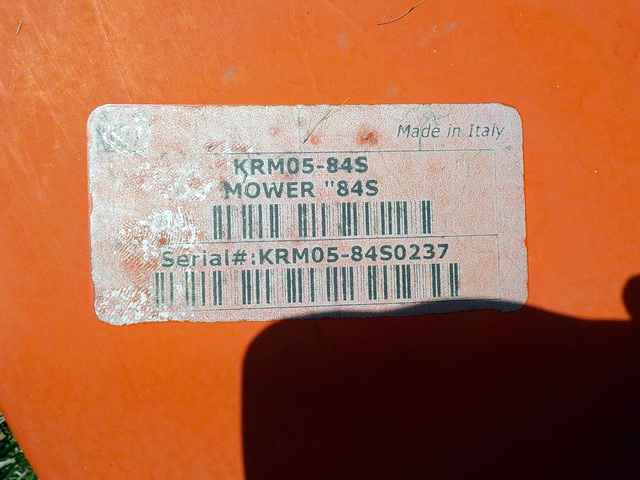 Made in Italy
KRM05-84S
MOWER "84S
Serial#:KRM05-84S0237